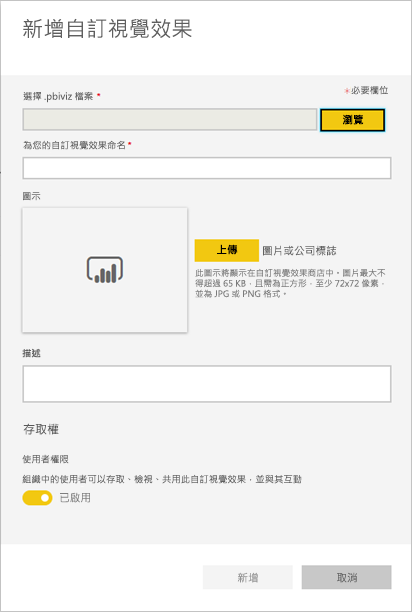 新增自訂視覺效果
*必要欄位
選擇 .pbiviz 檔案 *
瀏覽
為您的自訂視覺效果命名*
圖示
上傳 圖片或公司標誌
此圖示將顯示在自訂視覺效果商店中。圖片最大不
得超過 65 KB，且需為正方形，至少 72x72 像素，
並為 JPG 或 PNG 格式。
描述
存取權
使用者權限
組織中的使用者可以存取、檢視、共用此自訂視覺效果，並與其互動
已啟用
新增 取消